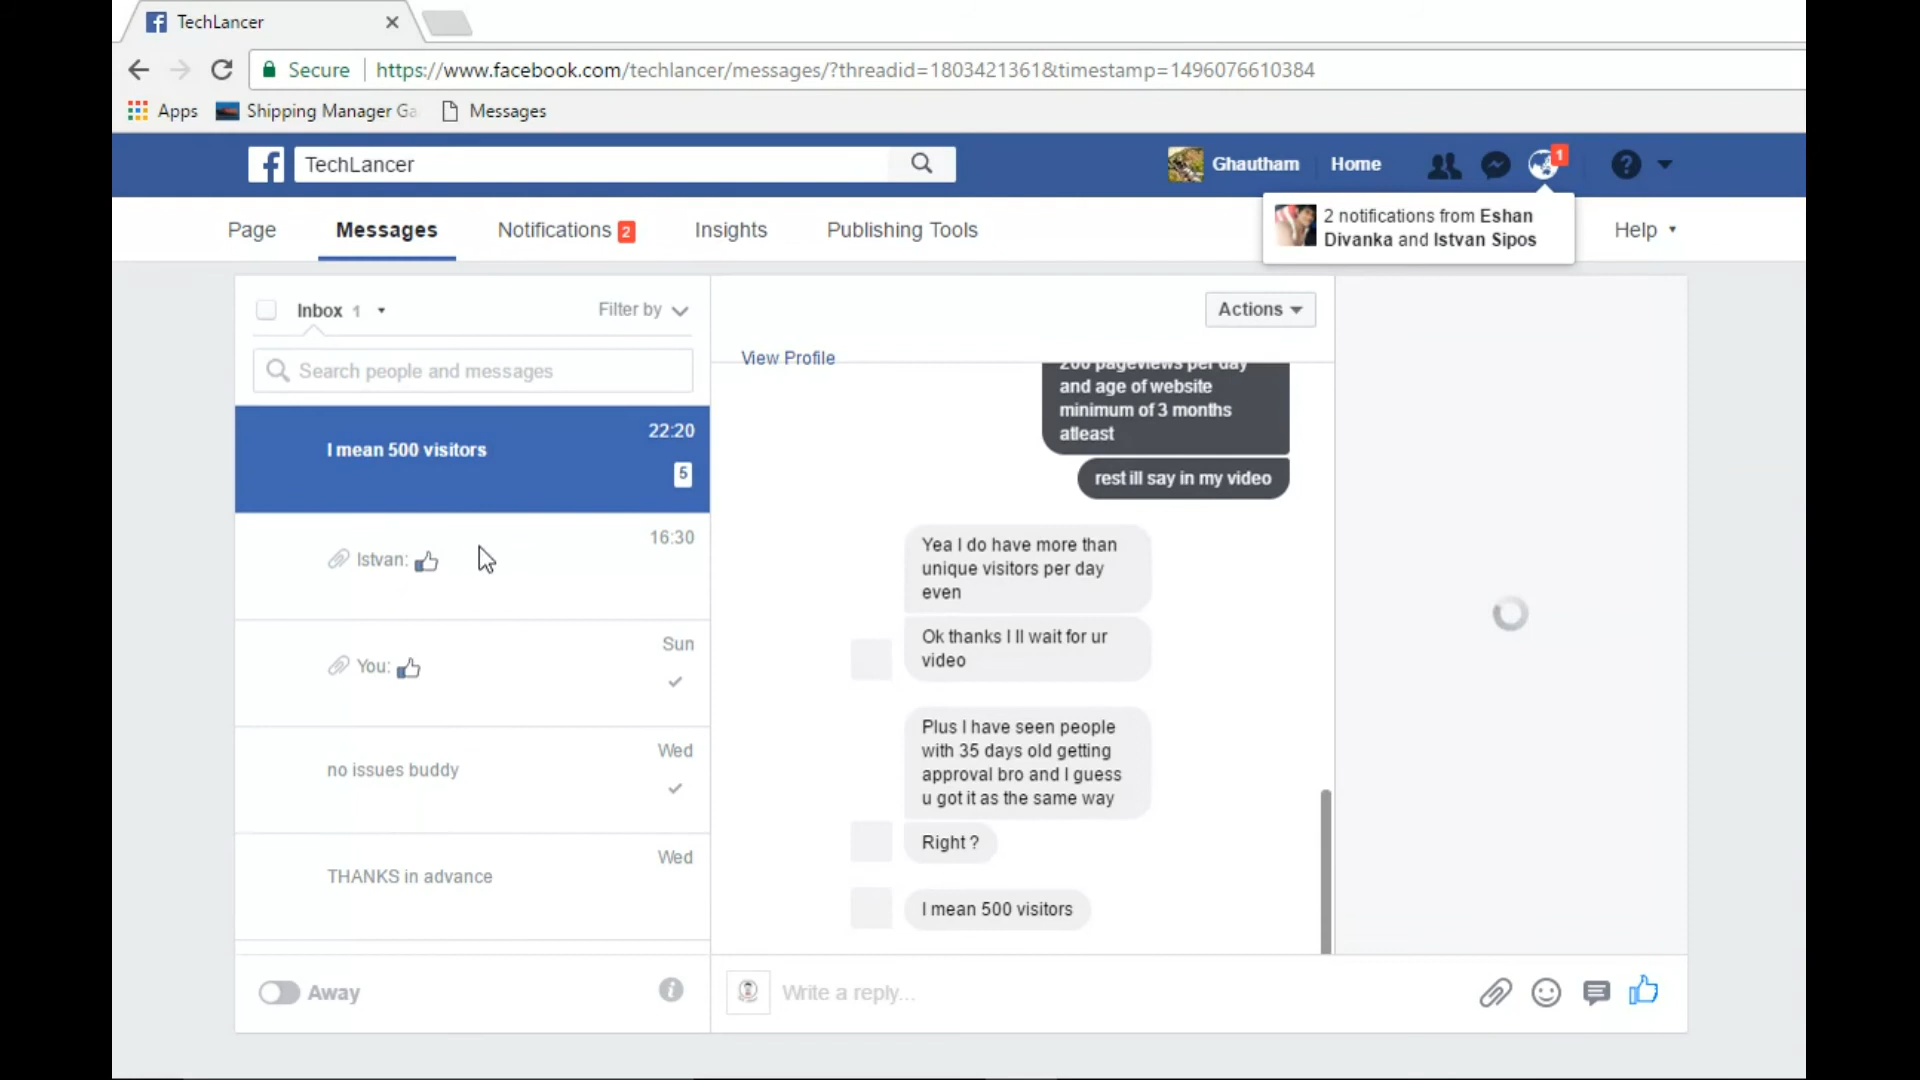 TechLancer
Secure
https://www.facebook.com/techlancer/messages/?threadid=1803421361&timestamp=1496076610384
Apps
Shipping Manager Ga
Messages
TechLancer
Ghautham
Home
1
?
Page
Messages
Notifications 2
Insights
Publishing Tools
2 notifications from Eshan
Divanka and Istvan Sipos
Help
Inbox 1
Filter by
Search people and messages
I mean 500 visitors
22:20
5
Istvan:
16:30
You:
Sun
no issues buddy
Wed
THANKS in advance
Wed
Away
i
Actions
View Profile
200 pageviews per day
and age of website
minimum of 3 months
atleast
rest ill say in my video
Yea I do have more than
unique visitors per day
even
Ok thanks I ll wait for ur
video
Plus I have seen people
with 35 days old getting
approval bro and I guess
u got it as the same way
Right ?
I mean 500 visitors
Write a reply...